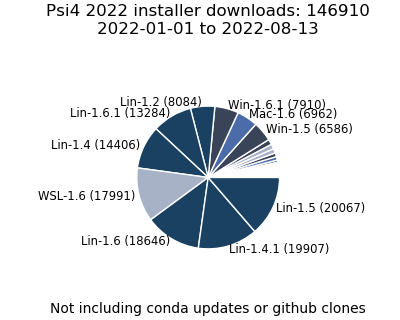 Psi4 2022 installer downloads: 146910
2022-01-01 to 2022-08-13
Lin-1.2 (8084)
Win-1.6.1 (7910)
Lin-1.6.1 (13284)
Mac-1.6 (6962)
Win-1.5 (6586)
Lin-1.4 (14406)
WSL-1.6 (17991)
Lin-1.5 (20067)
Lin-1.6 (18646)
Lin-1.4.1 (19907)
Not including conda updates or github clones